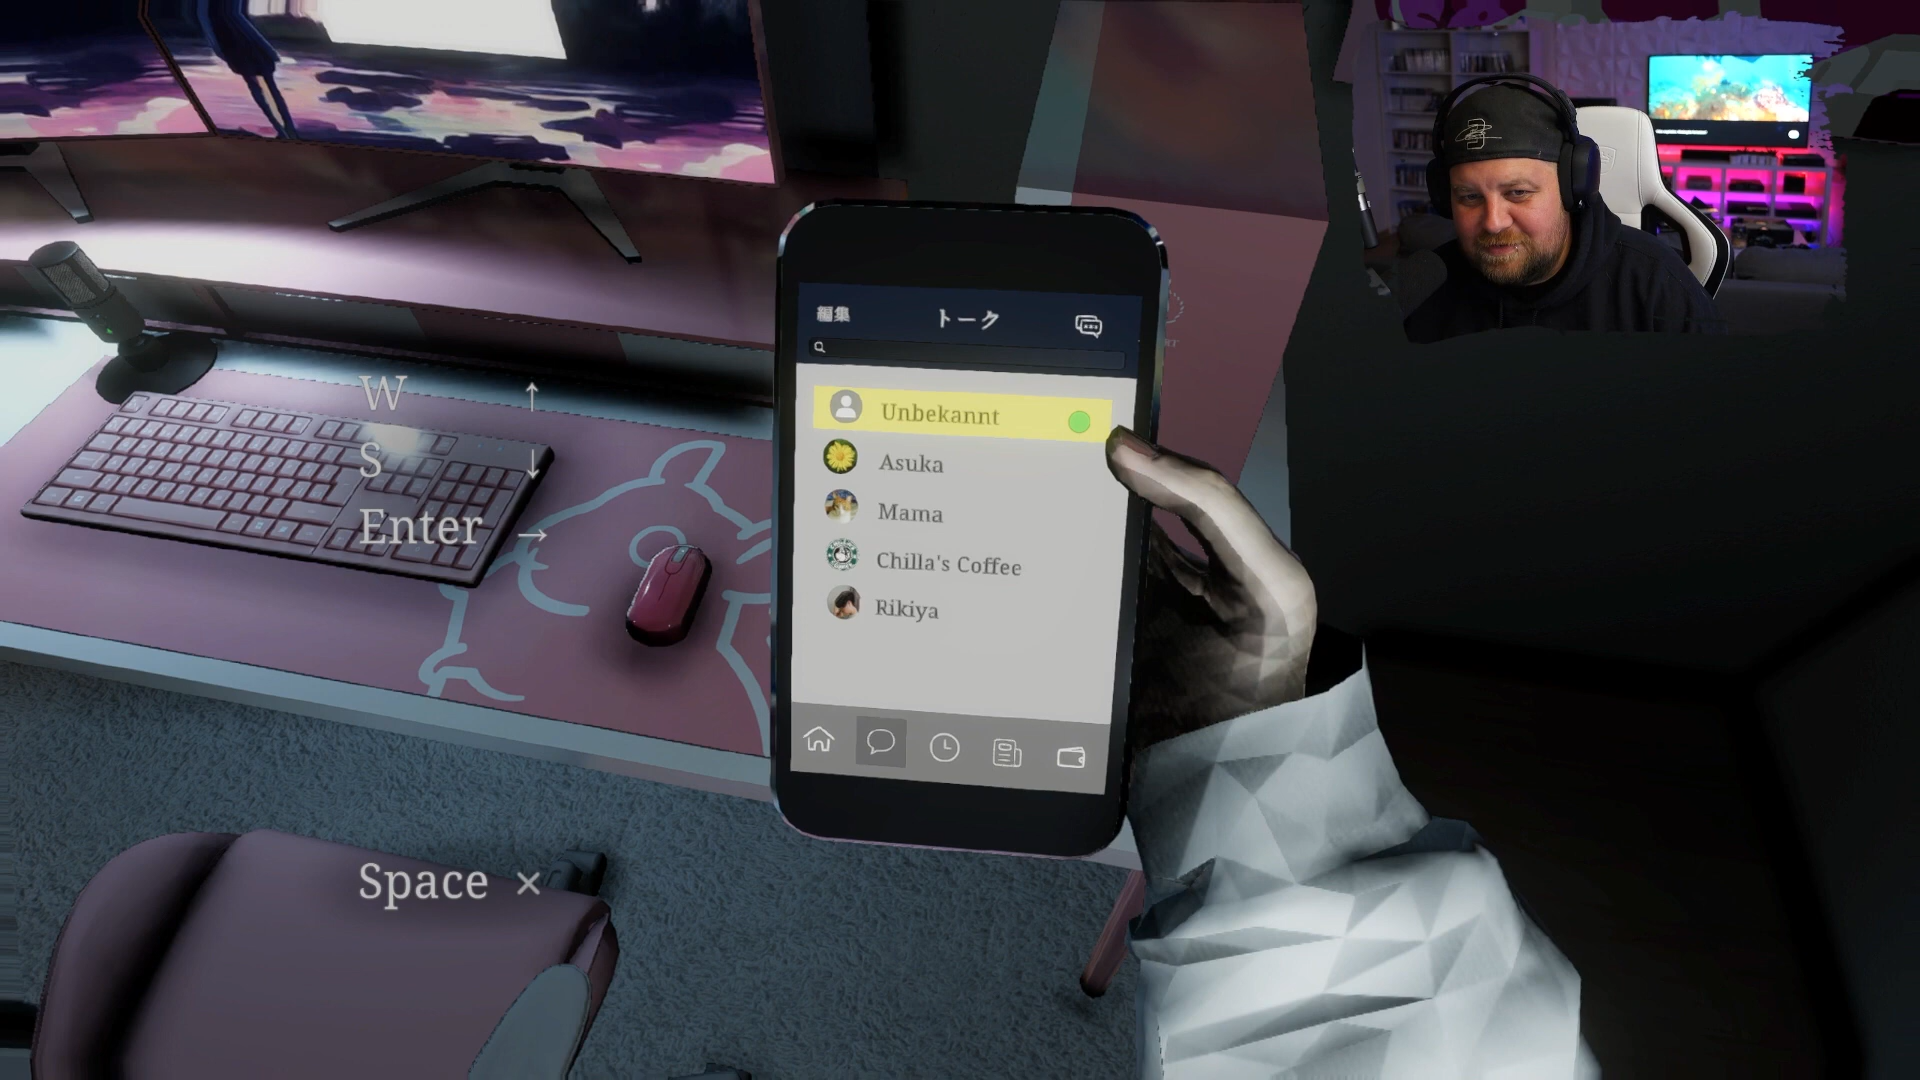 編集
トーク
Unbekannt
Asuka
Mama
Chilla's Coffee
Rikiya
W ↑
S ↓
Enter →
Space ×